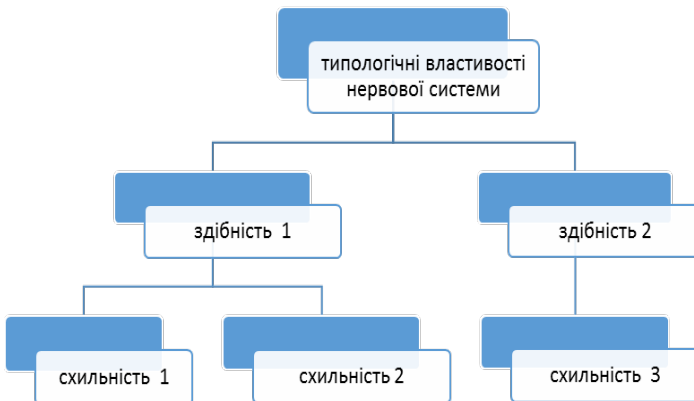 типологічні властивості
нервової системи
здібність 1
здібність 2
схильність 1
схильність 2
схильність 3